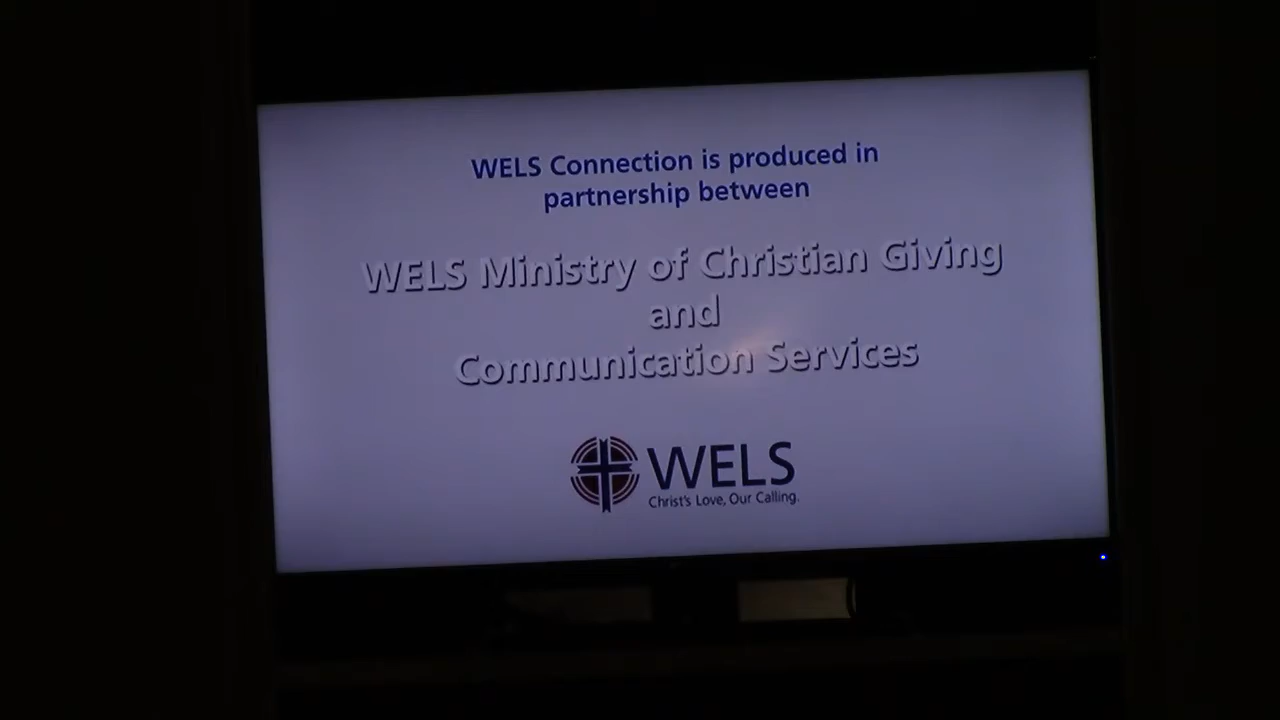 WELS Connection is produced in
partnership between
WELS Ministry of Christian Giving
and
Communication Services
WELS
Christ's Love, Our Calling.